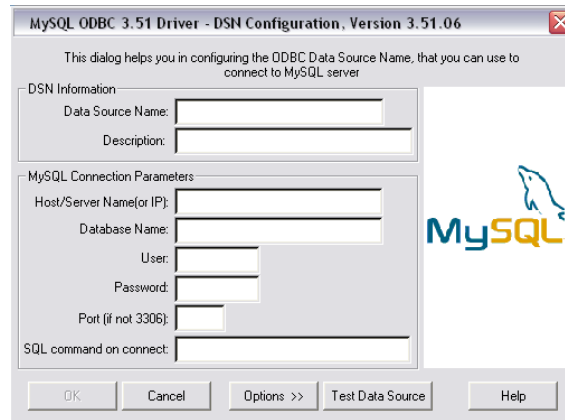 MySQL ODBC 3.51 Driver - DSN Configuration, Version 3.51.06
This dialog helps you in configuring the ODBC Data Source Name, that you can use to
connect to MySQL server
DSN Information
Data Source Name:
Description:
MySQL Connection Parameters
Host/Server Name(or IP):
Database Name:
User:
Password:
Port (if not 3306):
SQL command on connect:
MySQL
OK
Cancel
Options >>
Test Data Source
Help